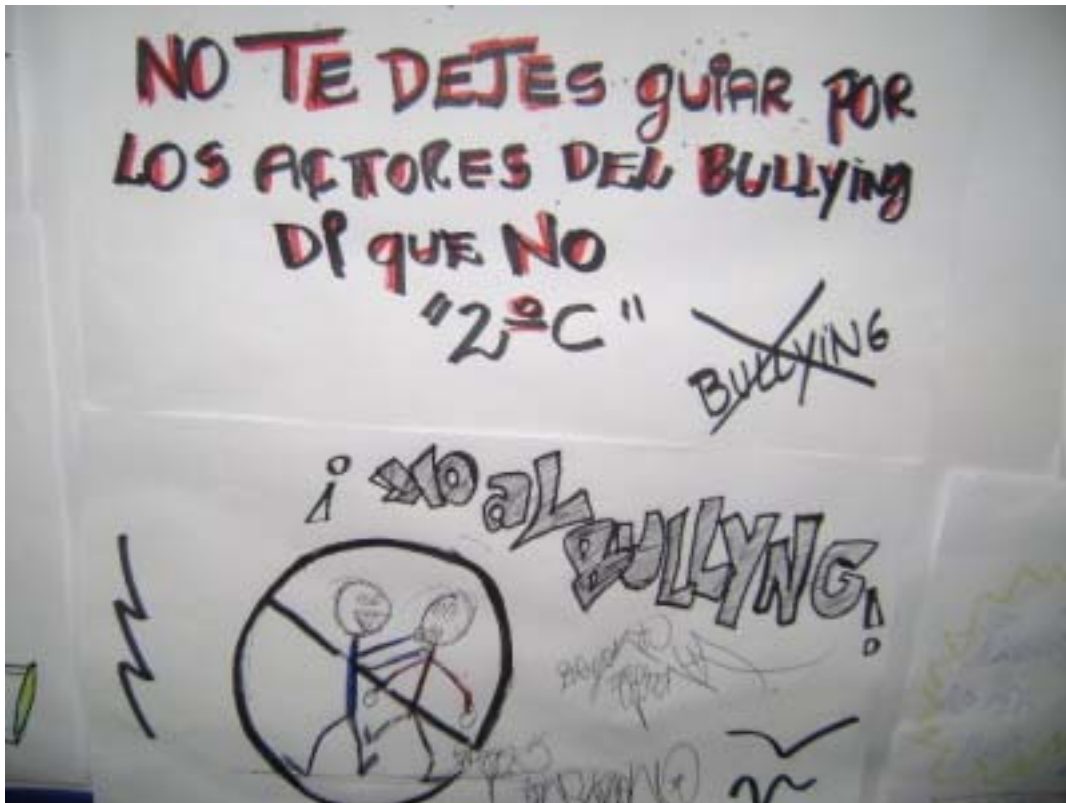 NO TE DEJES guiAR POR
LOS ACTORES DEL BULLYing
Di quE NO
"2ºC"
BULLYiNG
¡NO aL
BULLYNG!